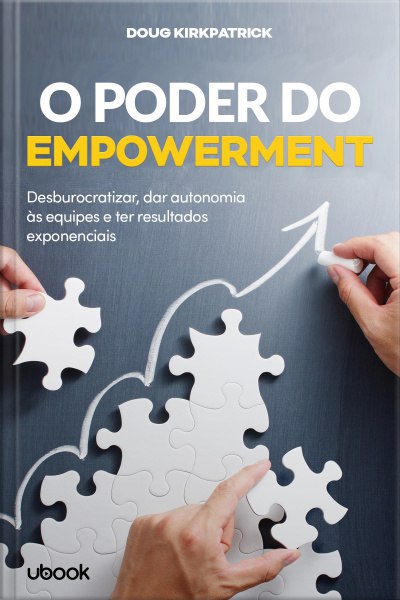 DOUG KIRKPATRICK
O PODER DO
EMPOWERMENT
Desburocratizar, dar autonomia
às equipes e ter resultados
exponenciais
ubook